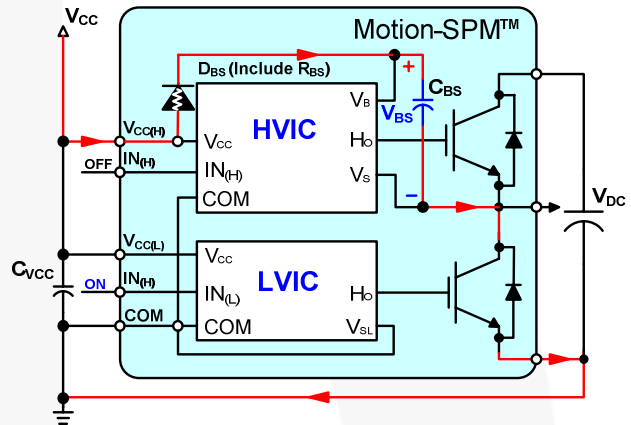 VCC
Motion-SPM™
DBS (Include RBS)
+
CBS
VB
VBS
HVIC
VCC(H)
VCC
HO
OFF
IN(H)
IN(H)
VS
COM
–
VDC
VCC(L)
VCC
CVCC
LVIC
ON
IN(H)
IN(L)
HO
COM
COM
VSL